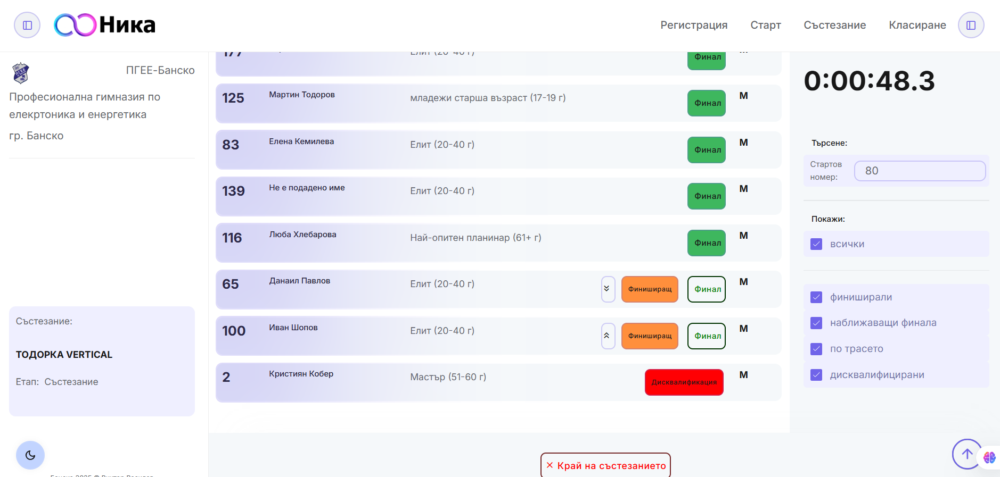 Ника
Регистрация Старт Състезание Класиране
ПГЕЕ-Банско
Професионална гимназия по
елекртоника и енергетика
гр. Банско
Състезание:
ТОДОРКА VERTICAL
Етап: Състезание
177 Елит (20-40 г) Финал М
125 Мартин Тодоров младежи старша възраст (17-19 г) Финал М
83 Елена Кемилева Елит (20-40 г) Финал М
139 Не е подадено име Елит (20-40 г) Финал М
116 Люба Хлебарова Най-опитен планинар (61+ г) Финал М
65 Данаил Павлов Елит (20-40 г) Финиширащ Финал М
100 Иван Шопов Елит (20-40 г) Финиширащ Финал М
2 Кристиян Кобер Мастър (51-60 г) Дисквалификация М
Край на състезанието
0:00:48.3
Търсене:
Стартов
номер: 80
Покажи:
всички
финиширали
наближаващи финала
по трасето
дисквалифицирани